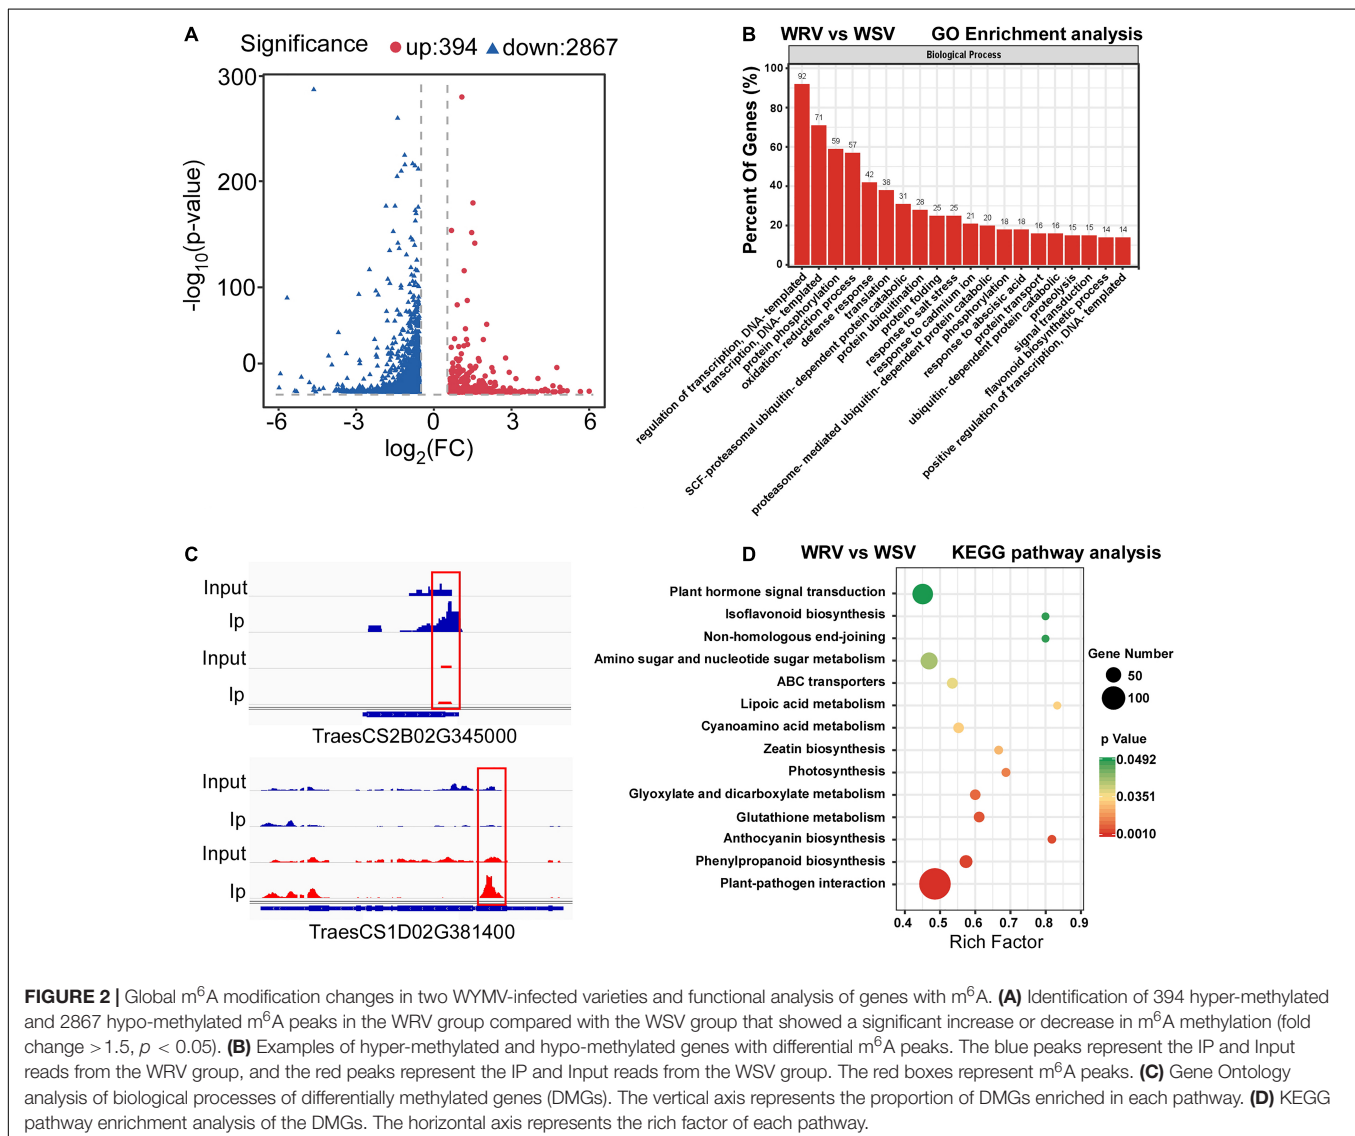 A
Significance up:394 down:2867
300
200
100
0
-log10(p-value)
-6 -3 0 3 6
log2(FC)
B WRV vs WSV GO Enrichment analysis
Biological Process
Percent Of Genes (%)
100
80
60
40
20
0
92 71 59 57 42 38 31 28 25 25 21 20 18 18 16 16 15 15 14 14
regulation of transcription, DNA- templated
transcription, DNA- templated
protein phosphorylation
oxidation- reduction process
defense response
translation
SCF-proteasomal ubiquitin- dependent protein catabolic
protein ubiquitination
protein folding
response to salt stress
response to cadmium ion
proteasome- mediated ubiquitin- dependent protein catabolic
phosphorylation
response to abscisic acid
protein transport
ubiquitin- dependent protein catabolic
proteolysis
signal transduction
flavonoid biosynthetic process
positive regulation of transcription, DNA- templated
C
Input
Ip
Input
Ip
TraesCS2B02G345000
Input
Ip
Input
Ip
TraesCS1D02G381400
D WRV vs WSV KEGG pathway analysis
Plant hormone signal transduction
Isoflavonoid biosynthesis
Non-homologous end-joining
Amino sugar and nucleotide sugar metabolism
ABC transporters
Lipoic acid metabolism
Cyanoamino acid metabolism
Zeatin biosynthesis
Photosynthesis
Glyoxylate and dicarboxylate metabolism
Glutathione metabolism
Anthocyanin biosynthesis
Phenylpropanoid biosynthesis
Plant-pathogen interaction
0.4 0.5 0.6 0.7 0.8 0.9
Rich Factor
Gene Number
50
100
p Value
0.0492
0.0351
0.0010
FIGURE 2 | Global m6A modification changes in two WYMV-infected varieties and functional analysis of genes with m6A. (A) Identification of 394 hyper-methylated
and 2867 hypo-methylated m6A peaks in the WRV group compared with the WSV group that showed a significant increase or decrease in m6A methylation (fold
change >1.5, p < 0.05). (B) Examples of hyper-methylated and hypo-methylated genes with differential m6A peaks. The blue peaks represent the IP and Input
reads from the WRV group, and the red peaks represent the IP and Input reads from the WSV group. The red boxes represent m6A peaks. (C) Gene Ontology
analysis of biological processes of differentially methylated genes (DMGs). The vertical axis represents the proportion of DMGs enriched in each pathway. (D) KEGG
pathway enrichment analysis of the DMGs. The horizontal axis represents the rich factor of each pathway.